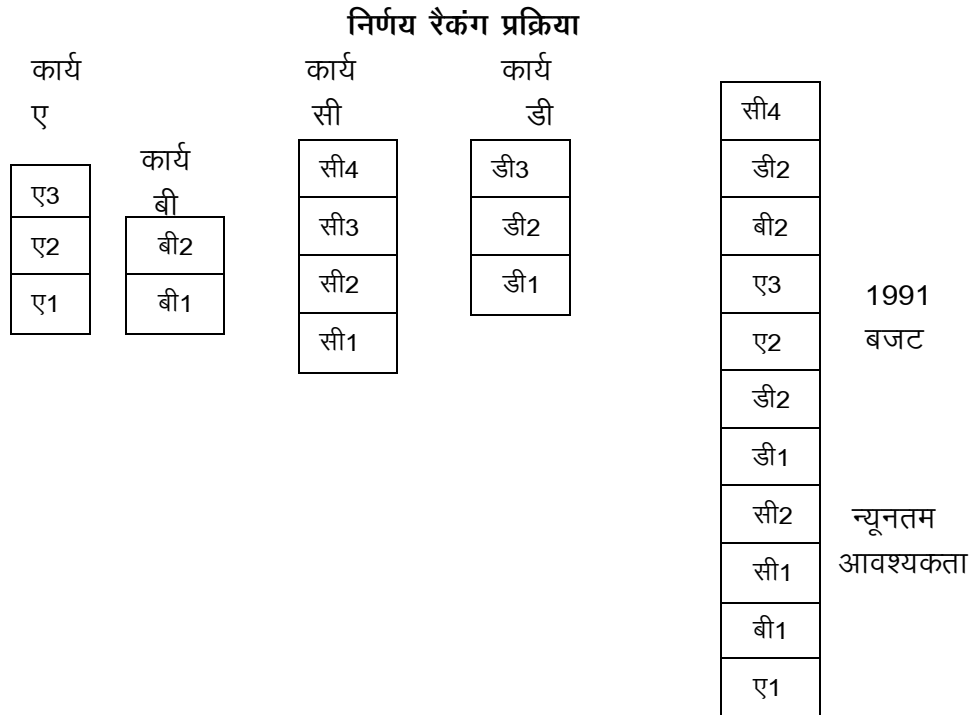 निर्णय रैकंग प्रक्रिया
कार्य
ए
ए3
ए2
ए1
कार्य
बी
बी2
बी1
कार्य
सी
सी4
सी3
सी2
सी1
कार्य
डी
डी3
डी2
डी1
सी4
डी2
बी2
ए3
ए2
डी2
डी1
सी2
सी1
बी1
ए1
1991
बजट
न्यूनतम
आवश्यकता